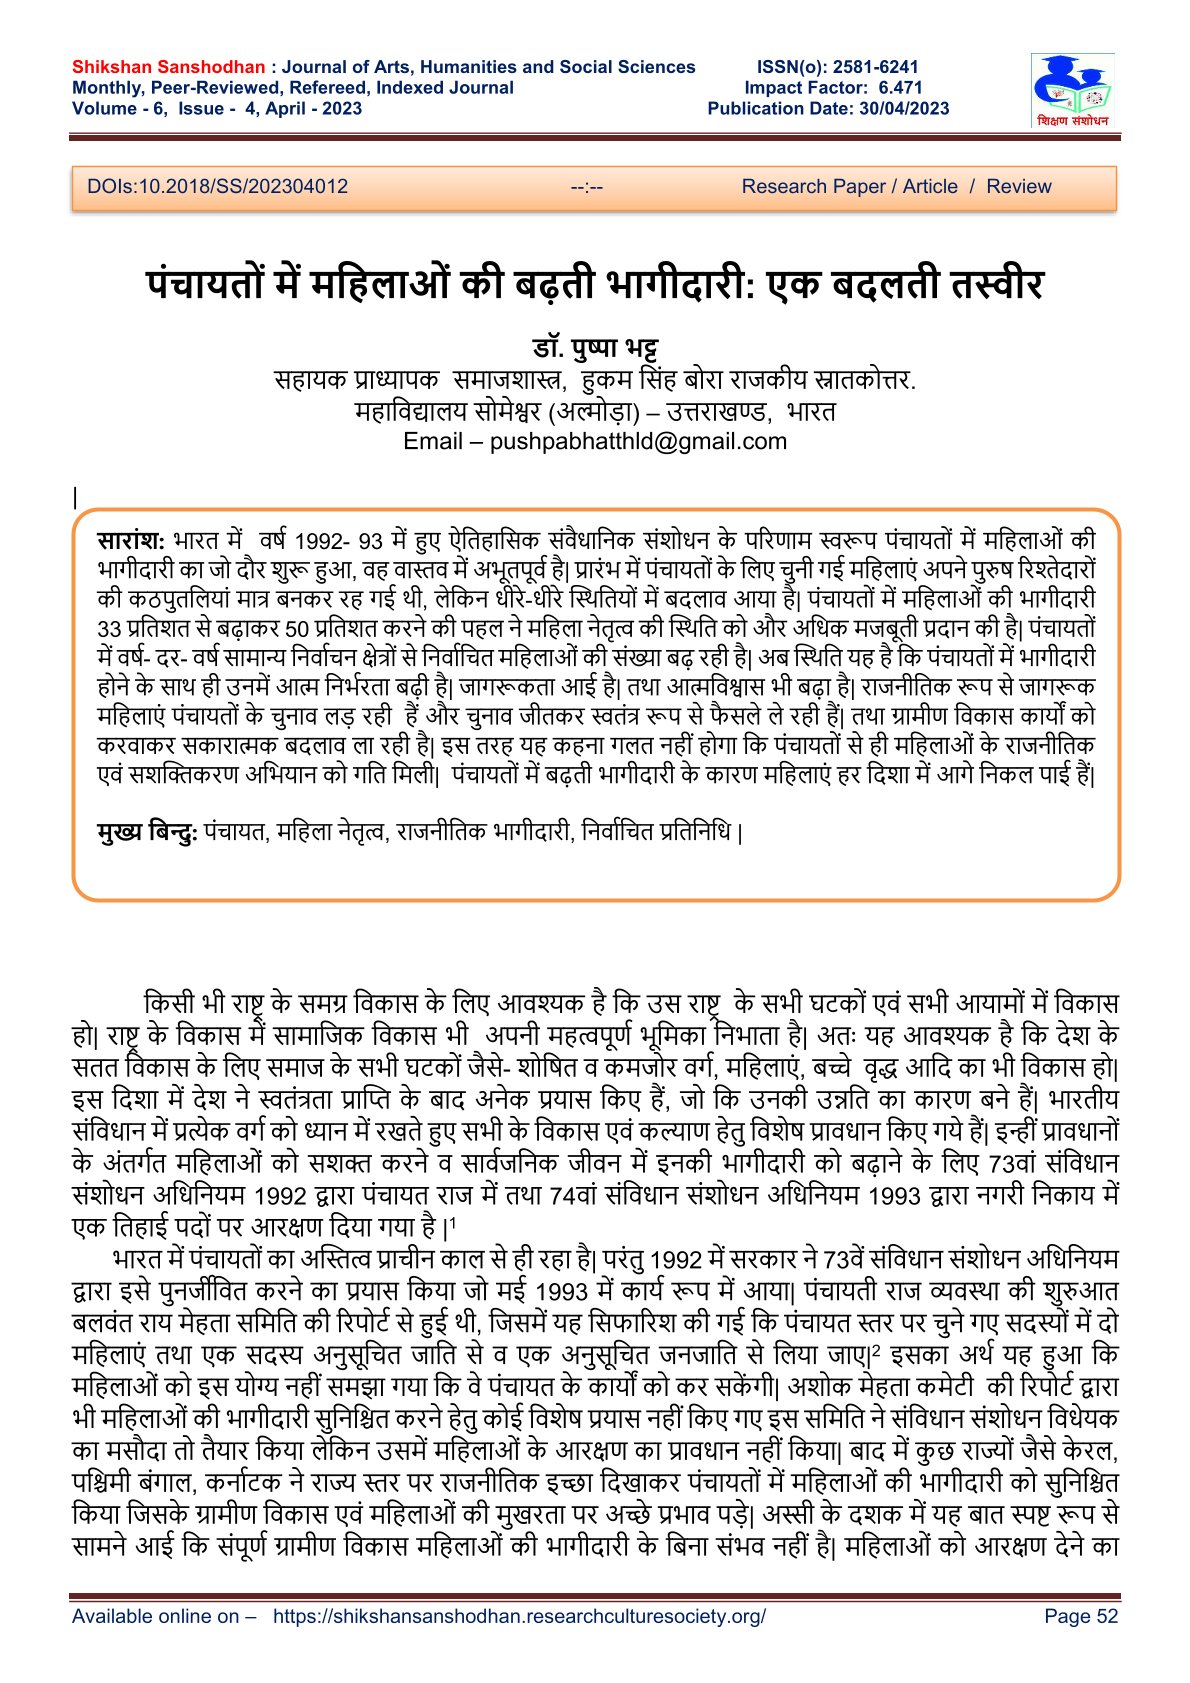 Shikshan Sanshodhan : Journal of Arts, Humanities and Social Sciences ISSN(o): 2581-6241
Monthly, Peer-Reviewed, Refereed, Indexed Journal Impact Factor: 6.471
Volume - 6, Issue - 4, April - 2023 Publication Date: 30/04/2023
शिक्षण संशोधन
DOIs:10.2018/SS/202304012 --:-- Research Paper / Article / Review
पंचायतों में महिलाओं की बढ़ती भागीदारी: एक बदलती तस्वीर
डॉ. पुष्पा भट्ट
सहायक प्राध्यापक समाजशास्त्र, हुकम सिंह बोरा राजकीय स्नातकोत्तर.
महाविद्यालय सोमेश्वर (अल्मोड़ा) – उत्तराखण्ड, भारत
Email – pushpabhatthld@gmail.com
|
सारांश: भारत में वर्ष 1992- 93 में हुए ऐतिहासिक संवैधानिक संशोधन के परिणाम स्वरूप पंचायतों में महिलाओं की
भागीदारी का जो दौर शुरू हुआ, वह वास्तव में अभूतपूर्व है| प्रारंभ में पंचायतों के लिए चुनी गई महिलाएं अपने पुरुष रिश्तेदारों
की कठपुतलियां मात्र बनकर रह गई थी, लेकिन धीरे-धीरे स्थितियों में बदलाव आया है| पंचायतों में महिलाओं की भागीदारी
33 प्रतिशत से बढ़ाकर 50 प्रतिशत करने की पहल ने महिला नेतृत्व की स्थिति को और अधिक मजबूती प्रदान की है| पंचायतों
में वर्ष- दर- वर्ष सामान्य निर्वाचन क्षेत्रों से निर्वाचित महिलाओं की संख्या बढ़ रही है| अब स्थिति यह है कि पंचायतों में भागीदारी
होने के साथ ही उनमें आत्म निर्भरता बढ़ी है| जागरूकता आई है| तथा आत्मविश्वास भी बढ़ा है| राजनीतिक रूप से जागरूक
महिलाएं पंचायतों के चुनाव लड़ रही हैं और चुनाव जीतकर स्वतंत्र रूप से फैसले ले रही हैं| तथा ग्रामीण विकास कार्यों को
करवाकर सकारात्मक बदलाव ला रही है| इस तरह यह कहना गलत नहीं होगा कि पंचायतों से ही महिलाओं के राजनीतिक
एवं सशक्तिकरण अभियान को गति मिली| पंचायतों में बढ़ती भागीदारी के कारण महिलाएं हर दिशा में आगे निकल पाई हैं|
मुख्य बिन्दु: पंचायत, महिला नेतृत्व, राजनीतिक भागीदारी, निर्वाचित प्रतिनिधि |
किसी भी राष्ट्र के समग्र विकास के लिए आवश्यक है कि उस राष्ट्र के सभी घटकों एवं सभी आयामों में विकास
हो| राष्ट्र के विकास में सामाजिक विकास भी अपनी महत्वपूर्ण भूमिका निभाता है| अतः यह आवश्यक है कि देश के
सतत विकास के लिए समाज के सभी घटकों जैसे- शोषित व कमजोर वर्ग, महिलाएं, बच्चे वृद्ध आदि का भी विकास हो|
इस दिशा में देश ने स्वतंत्रता प्राप्ति के बाद अनेक प्रयास किए हैं, जो कि उनकी उन्नति का कारण बने हैं| भारतीय
संविधान में प्रत्येक वर्ग को ध्यान में रखते हुए सभी के विकास एवं कल्याण हेतु विशेष प्रावधान किए गये हैं| इन्हीं प्रावधानों
के अंतर्गत महिलाओं को सशक्त करने व सार्वजनिक जीवन में इनकी भागीदारी को बढ़ाने के लिए 73वां संविधान
संशोधन अधिनियम 1992 द्वारा पंचायत राज में तथा 74वां संविधान संशोधन अधिनियम 1993 द्वारा नगरी निकाय में
एक तिहाई पदों पर आरक्षण दिया गया है |¹
भारत में पंचायतों का अस्तित्व प्राचीन काल से ही रहा है| परंतु 1992 में सरकार ने 73वें संविधान संशोधन अधिनियम
द्वारा इसे पुनर्जीवित करने का प्रयास किया जो मई 1993 में कार्य रूप में आया| पंचायती राज व्यवस्था की शुरुआत
बलवंत राय मेहता समिति की रिपोर्ट से हुई थी, जिसमें यह सिफारिश की गई कि पंचायत स्तर पर चुने गए सदस्यों में दो
महिलाएं तथा एक सदस्य अनुसूचित जाति से व एक अनुसूचित जनजाति से लिया जाए|² इसका अर्थ यह हुआ कि
महिलाओं को इस योग्य नहीं समझा गया कि वे पंचायत के कार्यों को कर सकेंगी| अशोक मेहता कमेटी की रिपोर्ट द्वारा
भी महिलाओं की भागीदारी सुनिश्चित करने हेतु कोई विशेष प्रयास नहीं किए गए इस समिति ने संविधान संशोधन विधेयक
का मसौदा तो तैयार किया लेकिन उसमें महिलाओं के आरक्षण का प्रावधान नहीं किया| बाद में कुछ राज्यों जैसे केरल,
पश्चिमी बंगाल, कर्नाटक ने राज्य स्तर पर राजनीतिक इच्छा दिखाकर पंचायतों में महिलाओं की भागीदारी को सुनिश्चित
किया जिसके ग्रामीण विकास एवं महिलाओं की मुखरता पर अच्छे प्रभाव पड़े| अस्सी के दशक में यह बात स्पष्ट रूप से
सामने आई कि संपूर्ण ग्रामीण विकास महिलाओं की भागीदारी के बिना संभव नहीं है| महिलाओं को आरक्षण देने का
Available online on – https://shikshansanshodhan.researchculturesociety.org/ Page 52